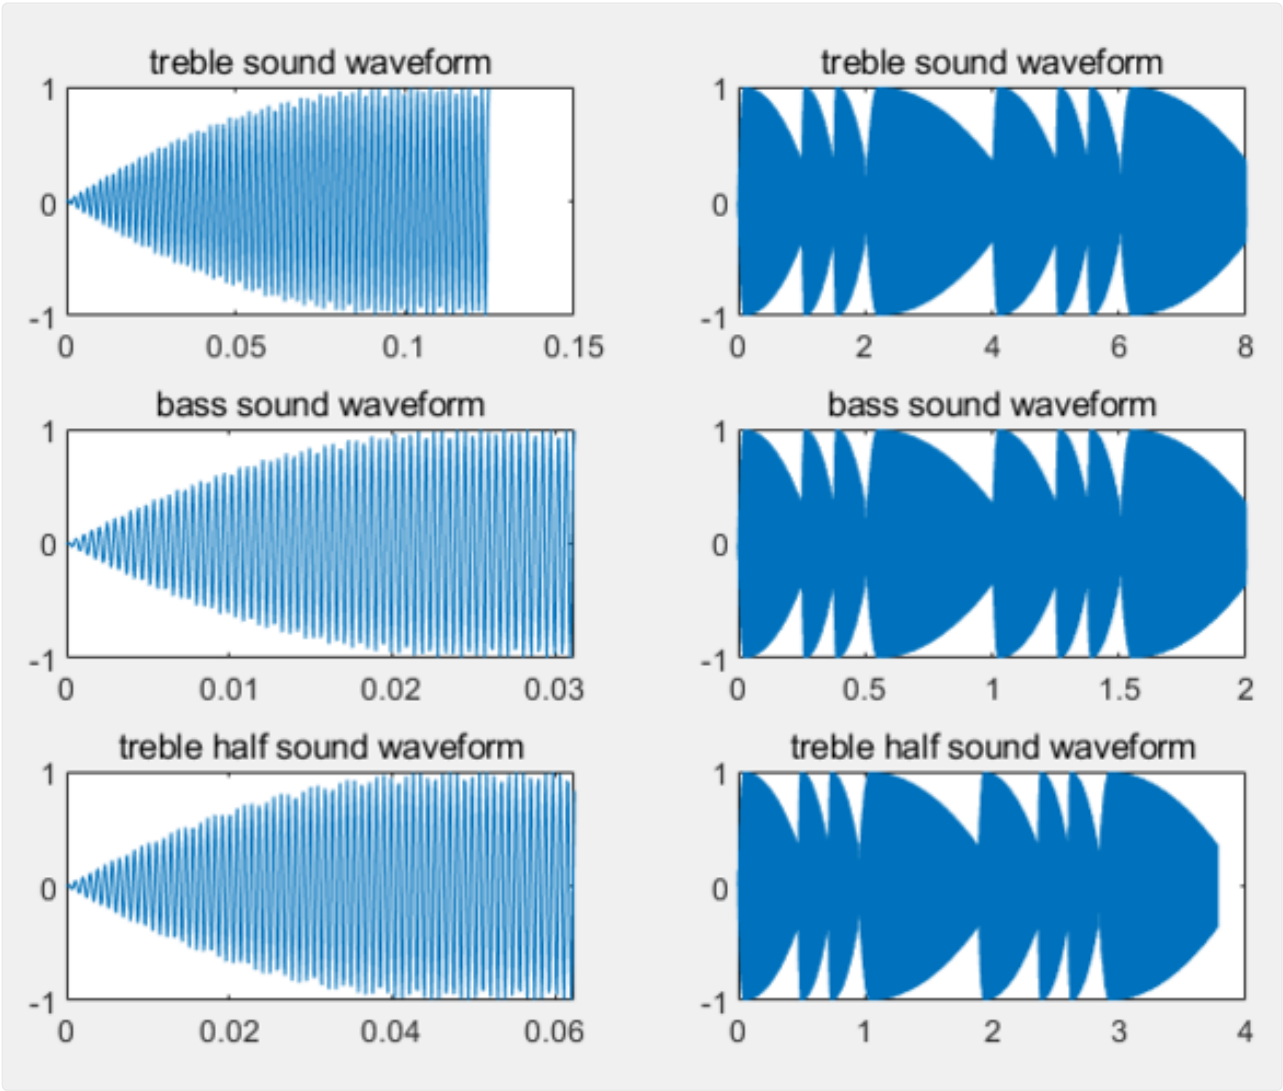 treble sound waveform
treble sound waveform
1
0
-1
0 0.05 0.1 0.15
1
0
-1
0 2 4 6 8
bass sound waveform
bass sound waveform
1
0
-1
0 0.01 0.02 0.03
1
0
-1
0 0.5 1 1.5 2
treble half sound waveform
treble half sound waveform
1
0
-1
0 0.02 0.04 0.06
1
0
-1
0 1 2 3 4